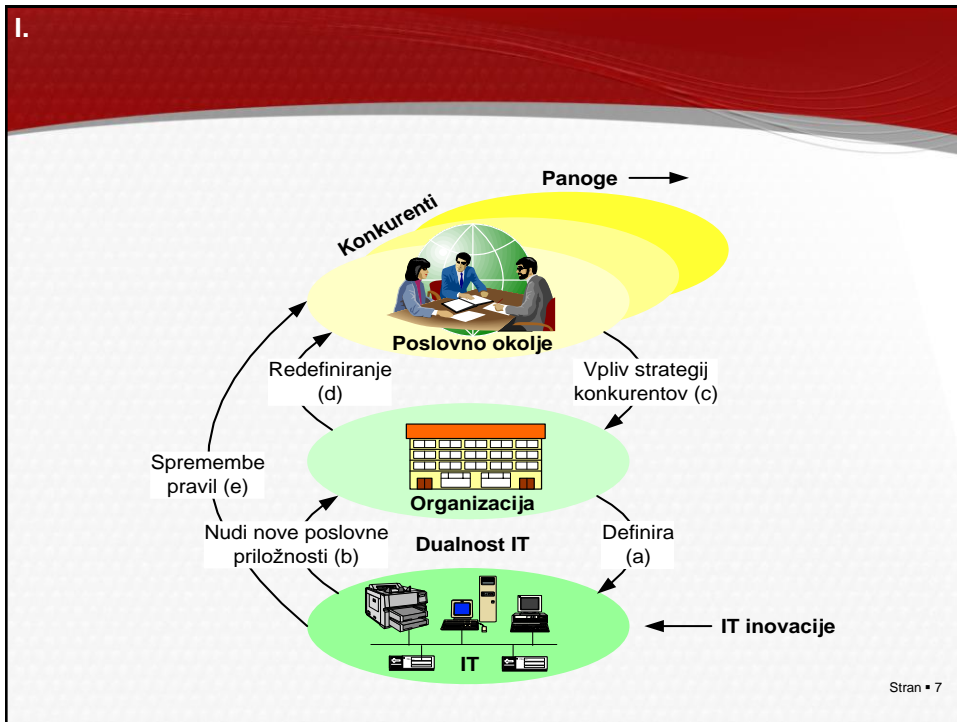 I.
Panoge
Konkurenti
Poslovno okolje
Redefiniranje
(d)
Vpliv strategij
konkurentov (c)
Spremembe
pravil (e)
Organizacija
Nudi nove poslovne
priložnosti (b)
Dualnost IT
Definira
(a)
IT inovacije
IT
Stran ▪ 7